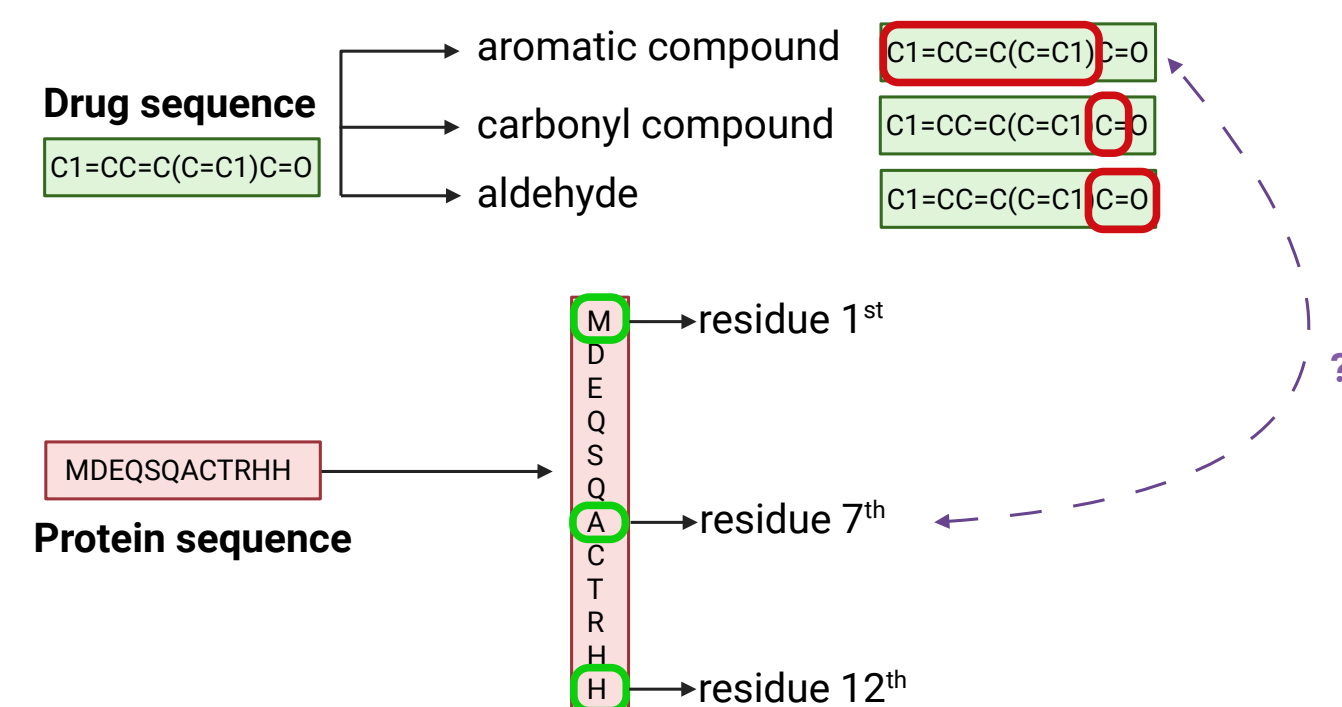 aromatic compound
C1=CC=C(C=C1)C=O
Drug sequence
carbonyl compound
C1=CC=C(C=C1)C=O
C1=CC=C(C=C1)C=O
aldehyde
C1=CC=C(C=C1)C=O
M
residue 1st
D
E
?
Q
S
MDEQSQACTRHH
Q
A
residue 7th
Protein sequence
C
T
R
H
H
residue 12th